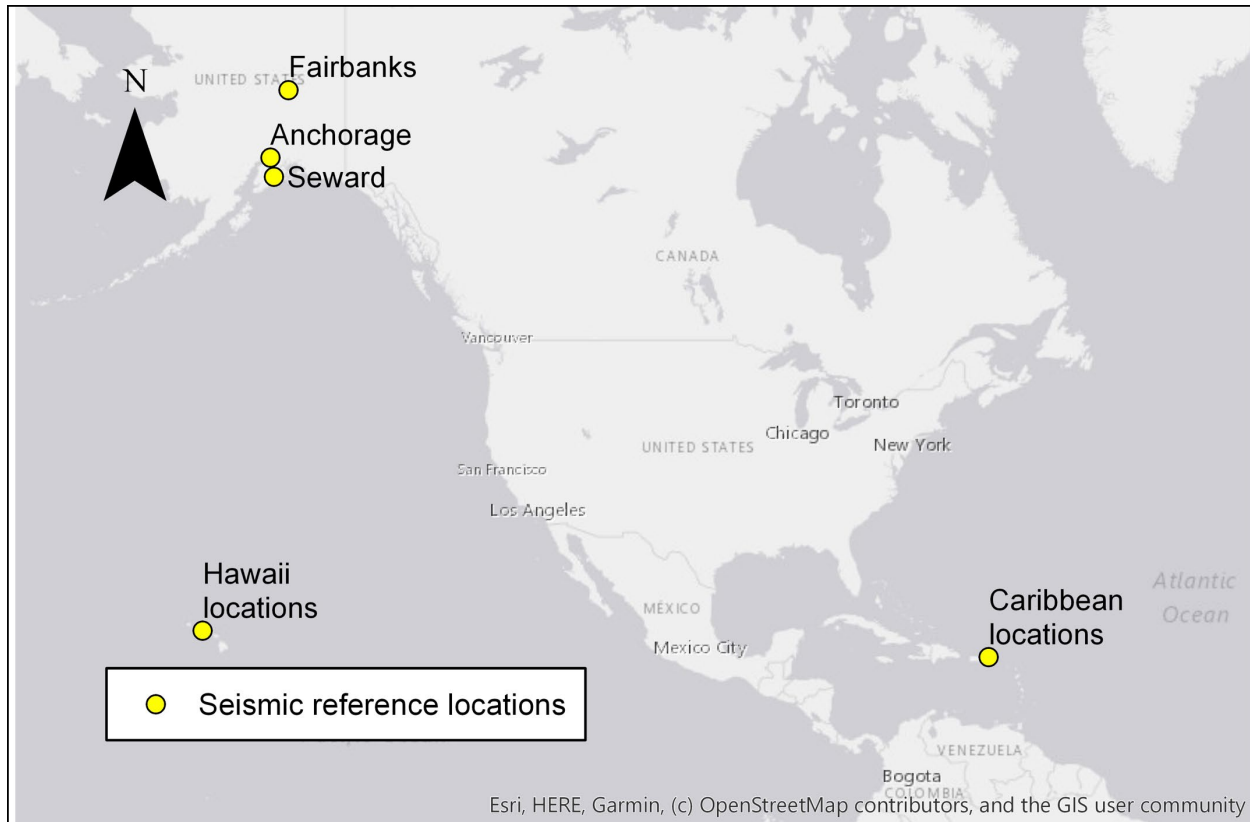 Fairbanks
UNITED STATES
N
Anchorage
Seward
CANADA
Vancouver
Toronto
Chicago
New York
UNITED STATES
San Francisco
Los Angeles
Hawaii
locations
Atlantic
Ocean
Caribbean
locations
MÉXICO
Mexico City
Seismic reference locations
VENEZUELA
Bogota
COLOMBIA
Esri, HERE, Garmin, (c) OpenStreetMap contributors, and the GIS user community